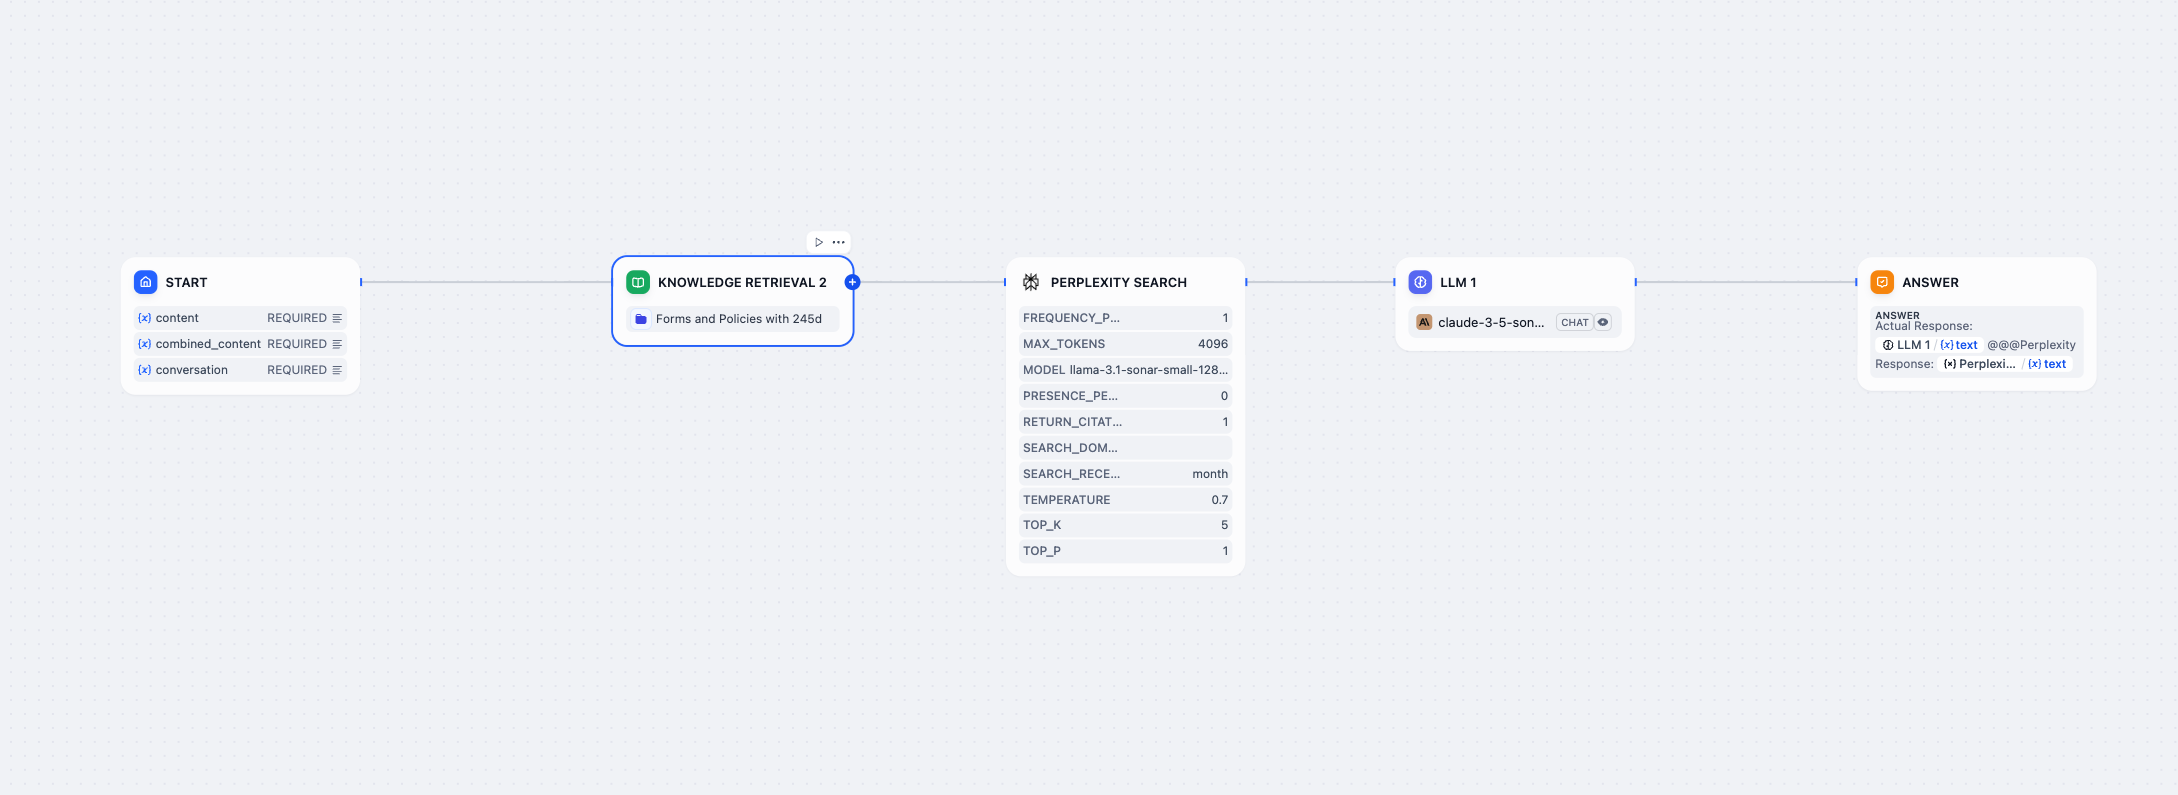 START
{x} content REQUIRED
{x} combined_content REQUIRED
{x} conversation REQUIRED
KNOWLEDGE RETRIEVAL 2
Forms and Policies with 245d
PERPLEXITY SEARCH
FREQUENCY_P... 1
MAX_TOKENS 4096
MODEL llama-3.1-sonar-small-128...
PRESENCE_PE... 0
RETURN_CITAT... 1
SEARCH_DOM...
SEARCH_RECE... month
TEMPERATURE 0.7
TOP_K 5
TOP_P 1
LLM 1
claude-3-5-son... CHAT
ANSWER
ANSWER
Actual Response:
LLM 1 / {x} text @@@Perplexity
Response: {x} Perplexi... / {x} text